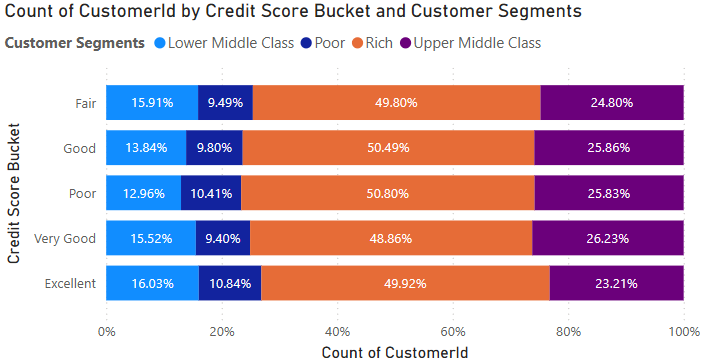 Count of CustomerId by Credit Score Bucket and Customer Segments
Customer Segments Lower Middle Class Poor Rich Upper Middle Class
Credit Score Bucket
Fair 15.91% 9.49% 49.80% 24.80%
Good 13.84% 9.80% 50.49% 25.86%
Poor 12.96% 10.41% 50.80% 25.83%
Very Good 15.52% 9.40% 48.86% 26.23%
Excellent 16.03% 10.84% 49.92% 23.21%
0% 20% 40% 60% 80% 100%
Count of CustomerId